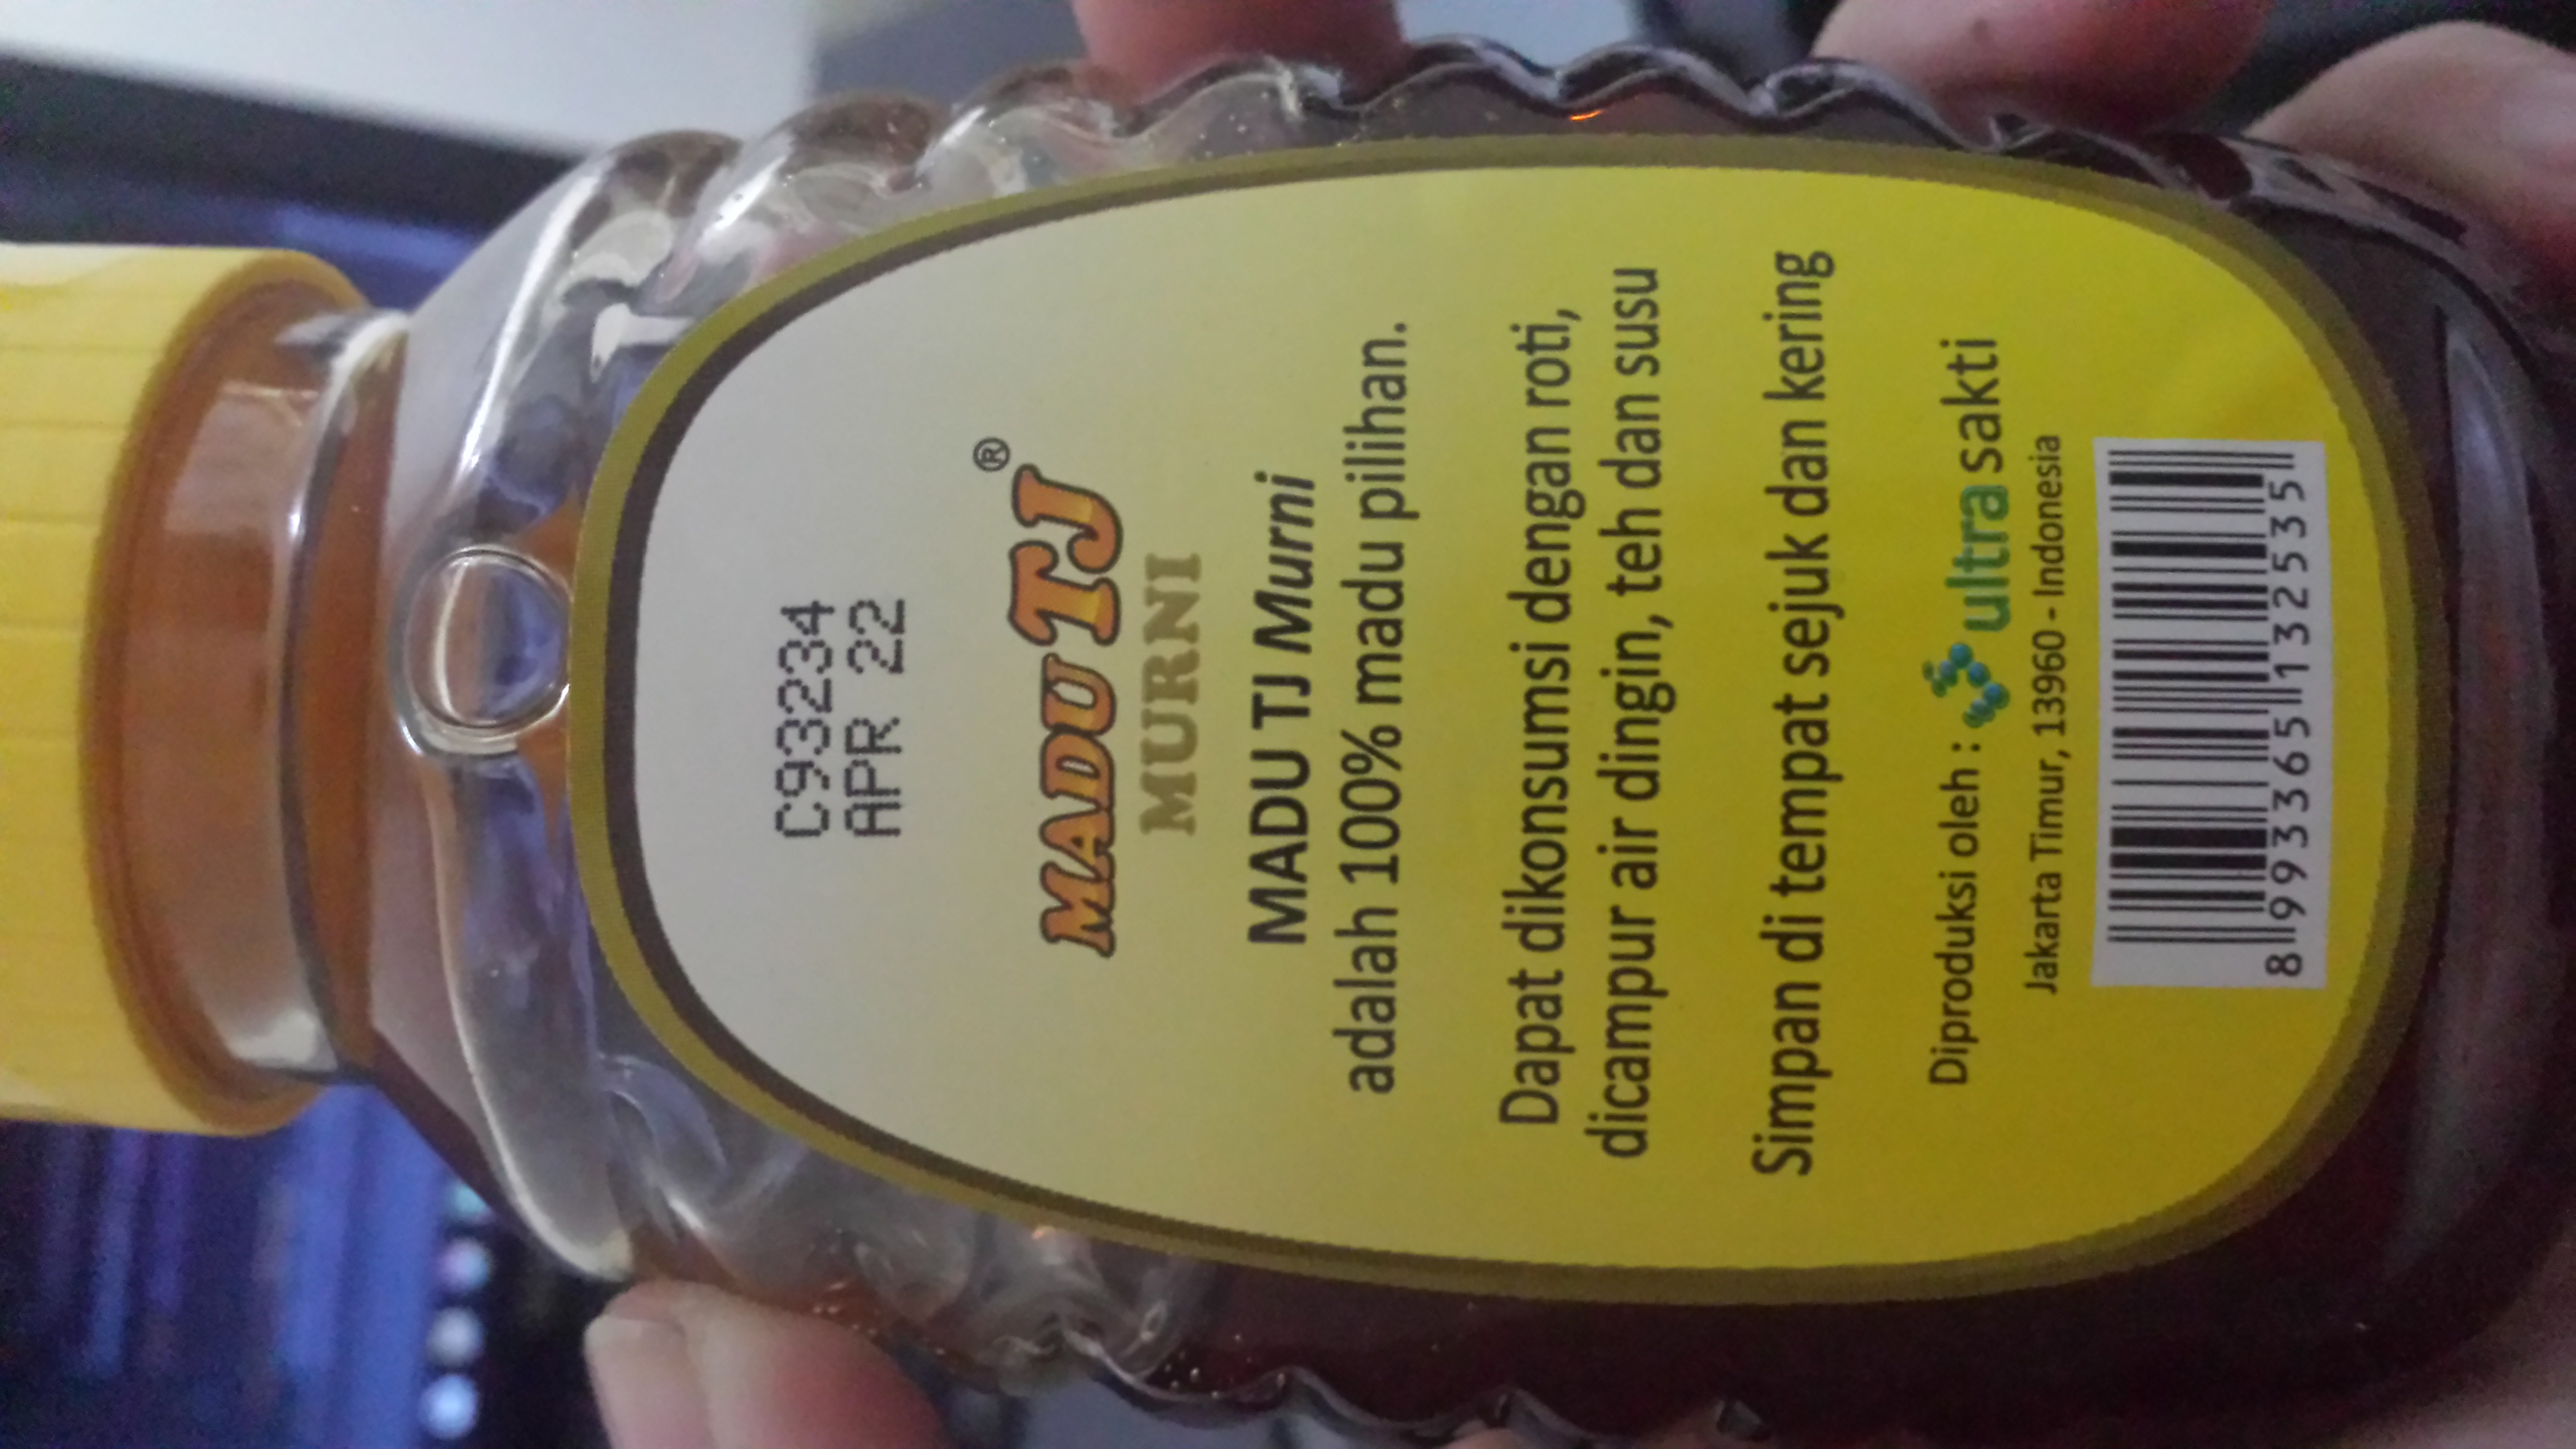 C93234
APR 22
MADU TJ®
MURNI
MADU TJ Murni
adalah 100% madu pilihan.
Dapat dikonsumsi dengan roti,
dicampur air dingin, teh dan susu
Simpan di tempat sejuk dan kering
Diproduksi oleh : ultra sakti
Jakarta Timur, 13960 - Indonesia
8 993365 132535